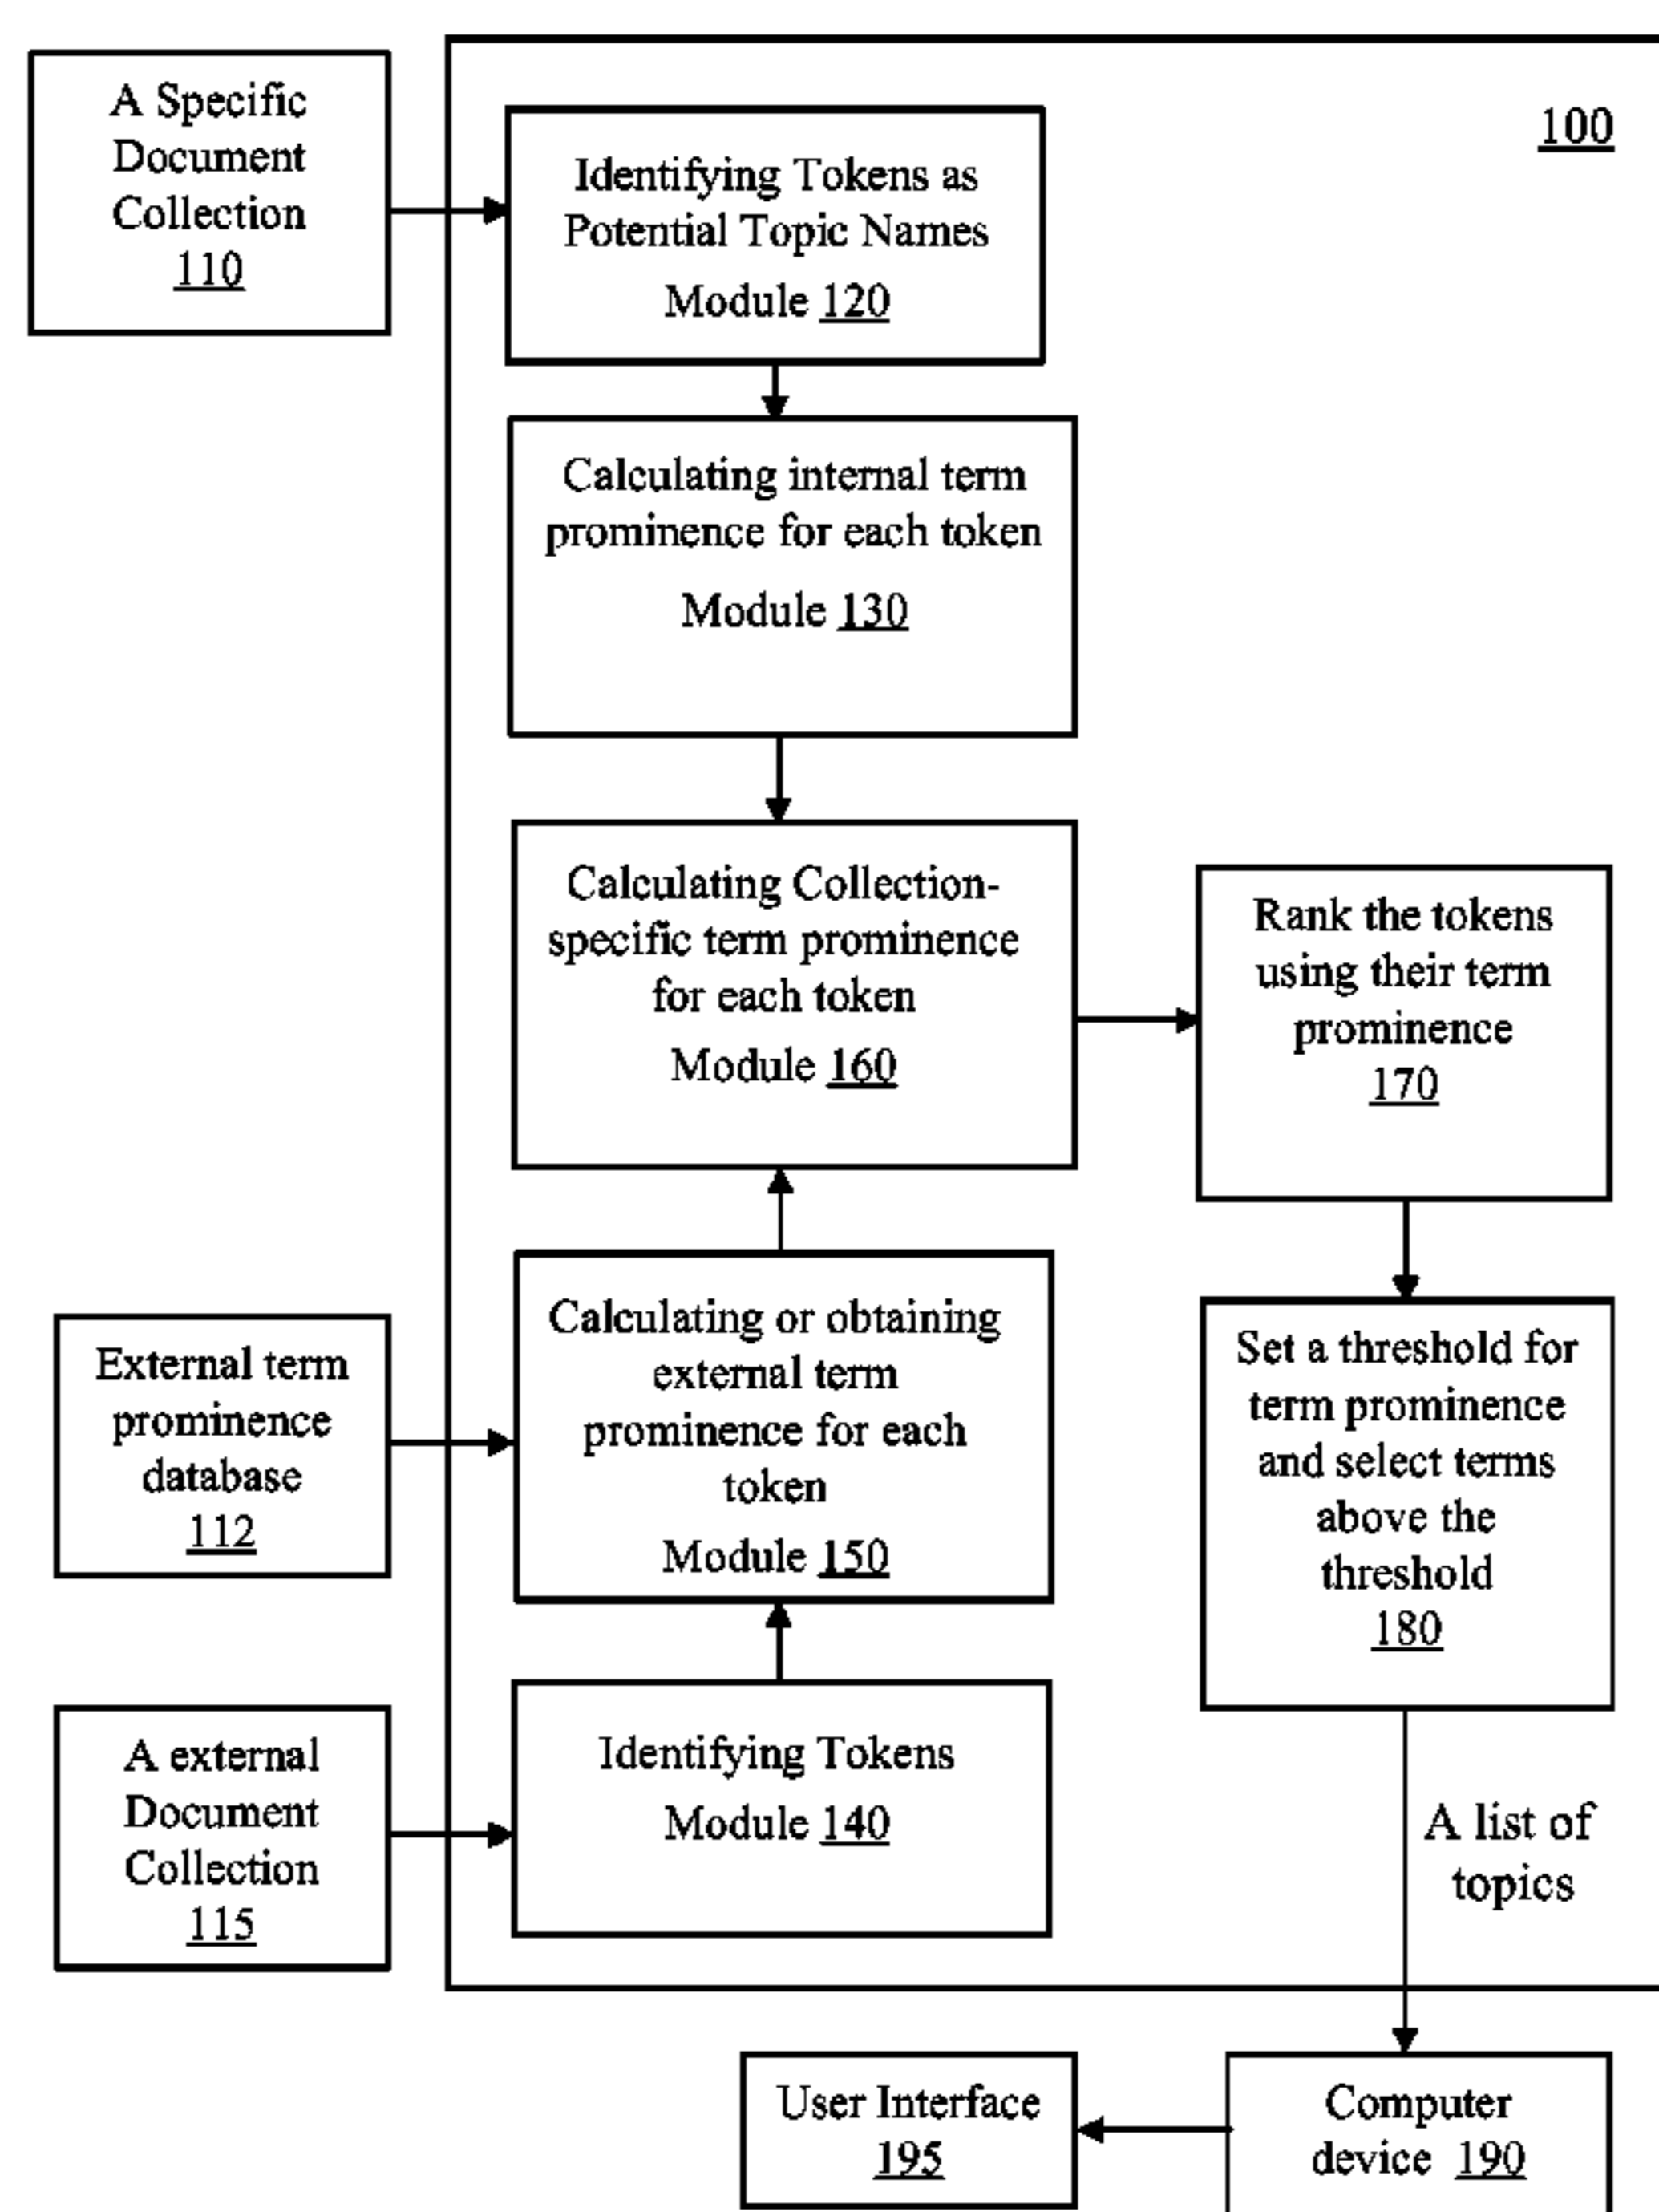 A Specific
Document
Collection
110
100
Identifying Tokens as
Potential Topic Names
Module 120
Calculating internal term
prominence for each token
Module 130
Calculating Collection-
specific term prominence
for each token
Module 160
Rank the tokens
using their term
prominence
170
External term
prominence
database
112
Calculating or obtaining
external term
prominence for each
token
Module 150
Set a threshold for
term prominence
and select terms
above the
threshold
180
A external
Document
Collection
115
Identifying Tokens
Module 140
A list of
topics
User Interface
195
Computer
device 190